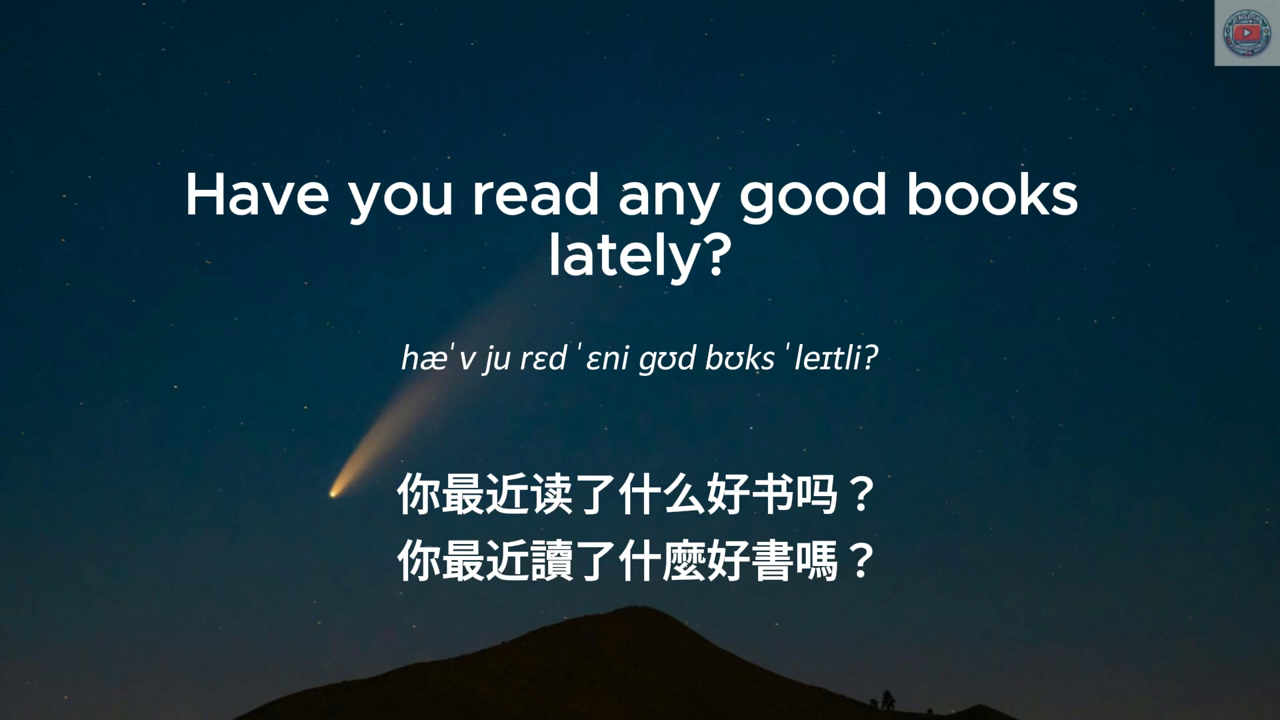 Have you read any good books
lately?
hæˈv ju rɛd ˈɛni gʊd bʊks ˈleɪtli?
你最近读了什么好书吗？
你最近讀了什麼好書嗎？